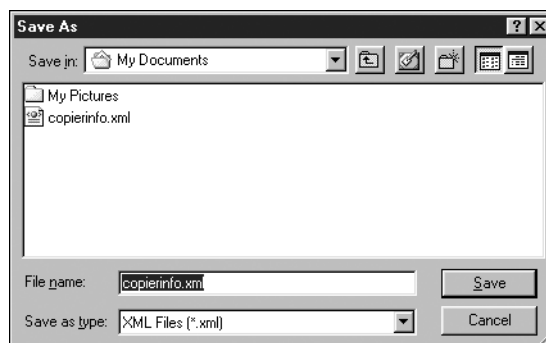 Save As
Save in: My Documents
My Pictures
copierinfo.xml
File name: copierinfo.xml Save
Save as type: XML Files (*.xml) Cancel